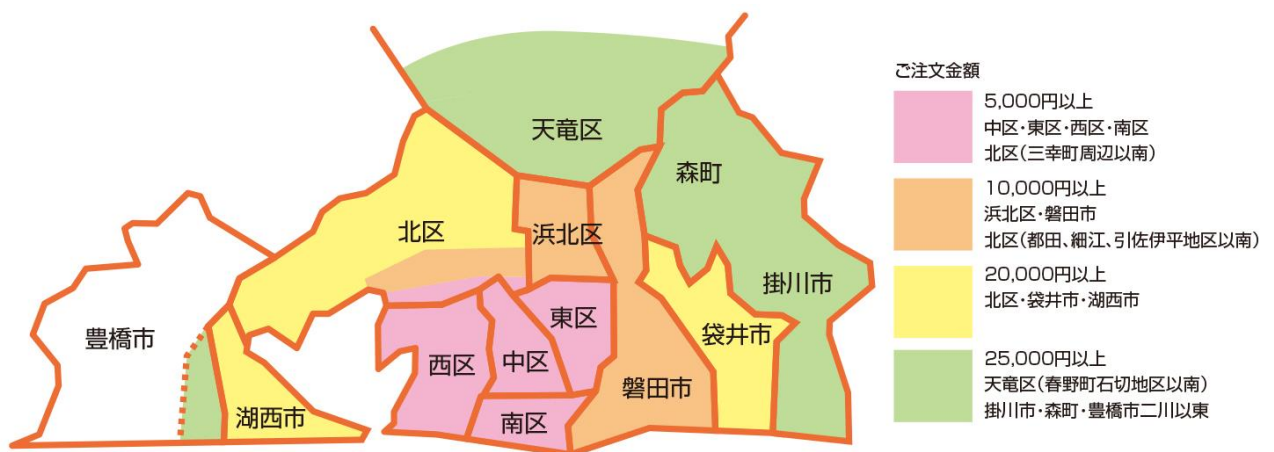 天竜区
森町
北区
浜北区
掛川市
豊橋市
東区
袋井市
西区
中区
磐田市
湖西市
南区
ご注文金額
5,000円以上
中区・東区・西区・南区
北区(三幸町周辺以南)
10,000円以上
浜北区・磐田市
北区(都田、細江、引佐伊平地区以南)
20,000円以上
北区・袋井市・湖西市
25,000円以上
天竜区(春野町石切地区以南)
掛川市・森町・豊橋市二川以東